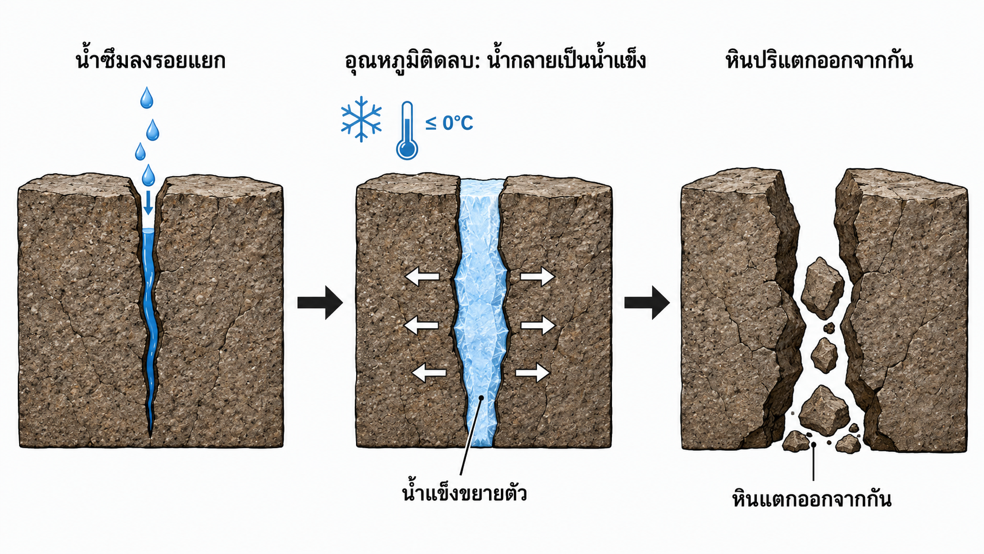 น้ำซึมลงรอยแยก
อุณหภูมิติดลบ: น้ำกลายเป็นน้ำแข็ง
หินปริแตกออกจากกัน
≤ 0°C
น้ำแข็งขยายตัว
หินแตกออกจากกัน